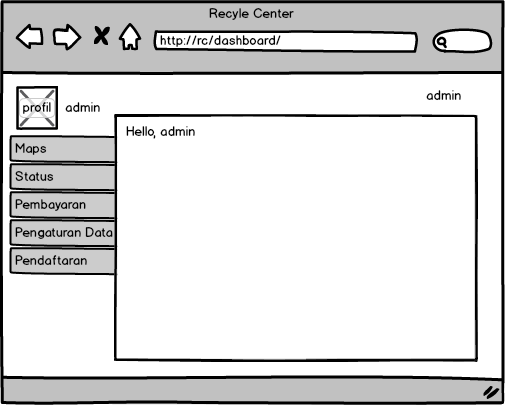 Recyle Center
http://rc/dashboard/
admin
profil admin
Hello, admin
Maps
Status
Pembayaran
Pengaturan Data
Pendaftaran